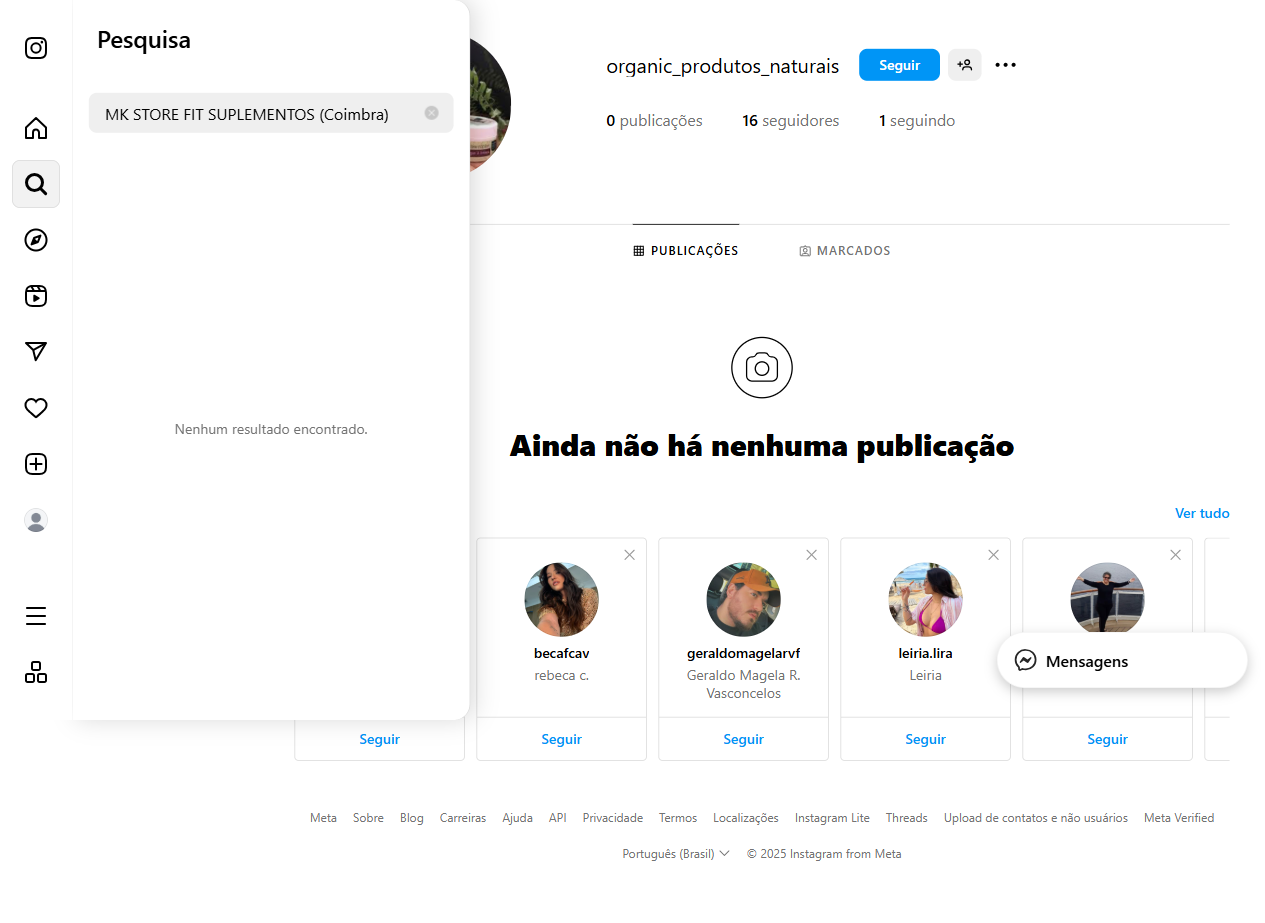 Pesquisa
MK STORE FIT SUPLEMENTOS (Coimbra)
Nenhum resultado encontrado.
organic_produtos_naturais
Seguir
0 publicações 16 seguidores 1 seguindo
PUBLICAÇÕES MARCADOS
Ainda não há nenhuma publicação
Ver tudo
becafcav
rebeca c.
geraldomagelarvf
Geraldo Magela R.
Vasconcelos
leiria.lira
Leiria
Mensagens
Seguir Seguir Seguir Seguir Seguir
Meta Sobre Blog Carreiras Ajuda API Privacidade Termos Localizações Instagram Lite Threads Upload de contatos e não usuários Meta Verified
Português (Brasil) © 2025 Instagram from Meta